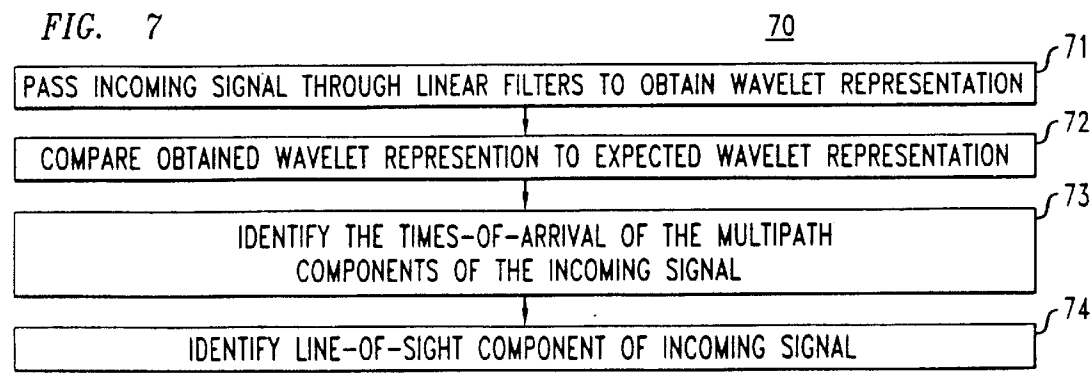 FIG. 7
70
71
PASS INCOMING SIGNAL THROUGH LINEAR FILTERS TO OBTAIN WAVELET REPRESENTATION
72
COMPARE OBTAINED WAVELET REPRESENTION TO EXPECTED WAVELET REPRESENTATION
73
IDENTIFY THE TIMES-OF-ARRIVAL OF THE MULTIPATH
COMPONENTS OF THE INCOMING SIGNAL
74
IDENTIFY LINE-OF-SIGHT COMPONENT OF INCOMING SIGNAL